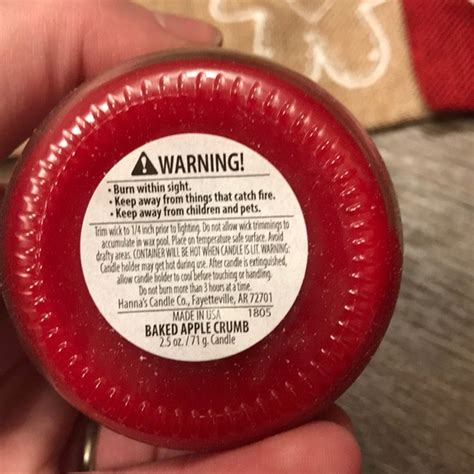 WARNING!
• Burn within sight.
• Keep away from things that catch fire.
• Keep away from children and pets.
Trim wick to 1/4 inch prior to lighting. Do not allow wick trimmings to
accumulate in wax pool. Place on temperature safe surface. Avoid
drafty areas. CONTAINER WILL BE HOT WHEN CANDLE IS LIT. WARNING:
Candle holder may get hot during use. After candle is extinguished,
allow candle holder to cool before touching or handling.
Do not burn more than 3 hours at a time.
Hanna's Candle Co., Fayetteville, AR 72701
MADE IN USA 1805
BAKED APPLE CRUMB
2.5 oz. / 71 g. Candle